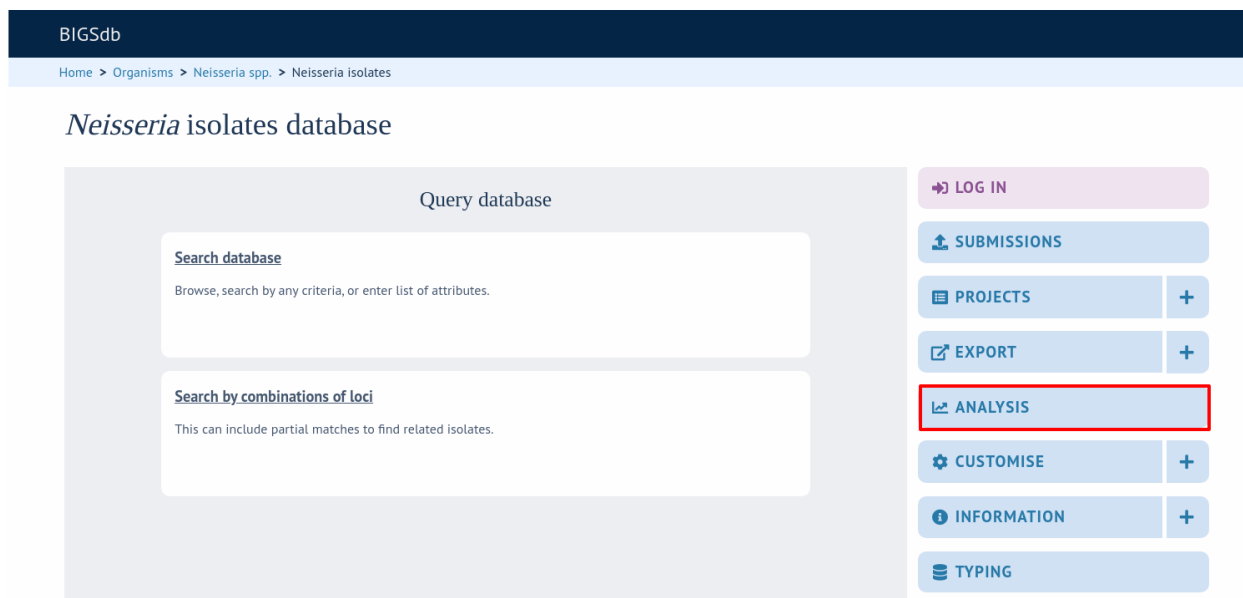 BIGSdb
Home > Organisms > Neisseria spp. > Neisseria isolates
Neisseria isolates database
Query database
Search database
Browse, search by any criteria, or enter list of attributes.
Search by combinations of loci
This can include partial matches to find related isolates.
LOG IN
SUBMISSIONS
PROJECTS +
EXPORT +
ANALYSIS
CUSTOMISE +
INFORMATION +
TYPING